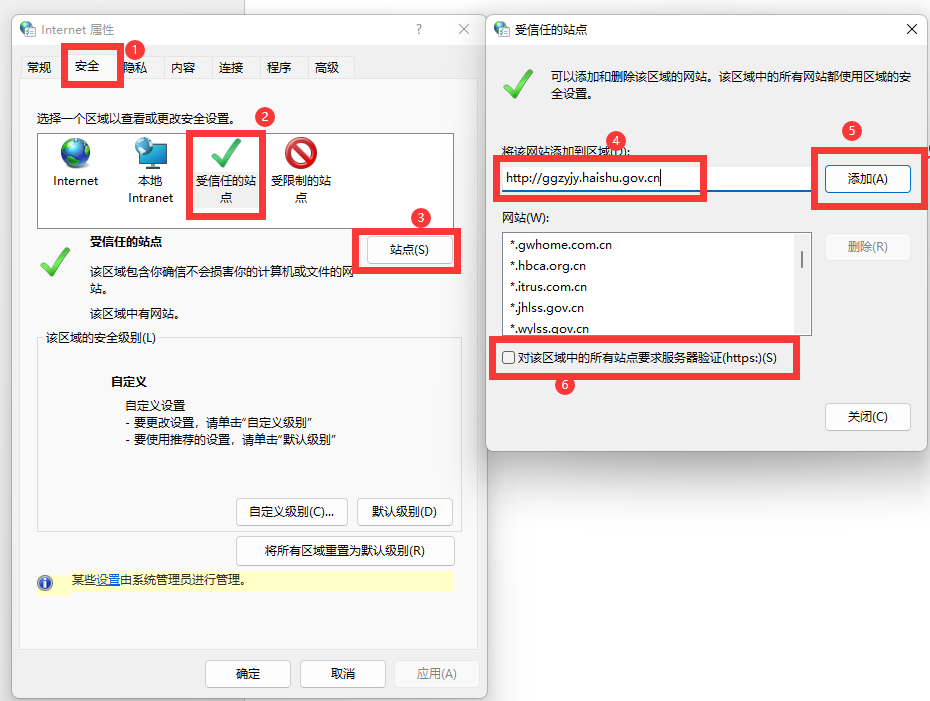 Internet 属性
?
常规
安全
1
隐私
内容
连接
程序
高级
选择一个区域以查看或更改安全设置。
2
Internet
本地
Intranet
受信任的站
点
受限制的站
点
3
受信任的站点
站点(S)
该区域包含你确信不会损害你的计算机或文件的网
站。
该区域中有网站。
该区域的安全级别(L)
自定义
自定义设置
- 要更改设置，请单击“自定义级别”
- 要使用推荐的设置，请单击“默认级别”
自定义级别(C)...
默认级别(D)
将所有区域重置为默认级别(R)
某些设置由系统管理员进行管理。
确定
取消
应用(A)
受信任的站点
可以添加和删除该区域的网站。该区域中的所有网站都使用区域的安
全设置。
4
5
将该网站添加到区域(D):
http://ggzyjy.haishu.gov.cn
添加(A)
网站(W):
*.gwhome.com.cn
*.hbca.org.cn
*.itrus.com.cn
*.jhlss.gov.cn
*.wylss.gov.cn
删除(R)
对该区域中的所有站点要求服务器验证(https:)(S)
6
关闭(C)